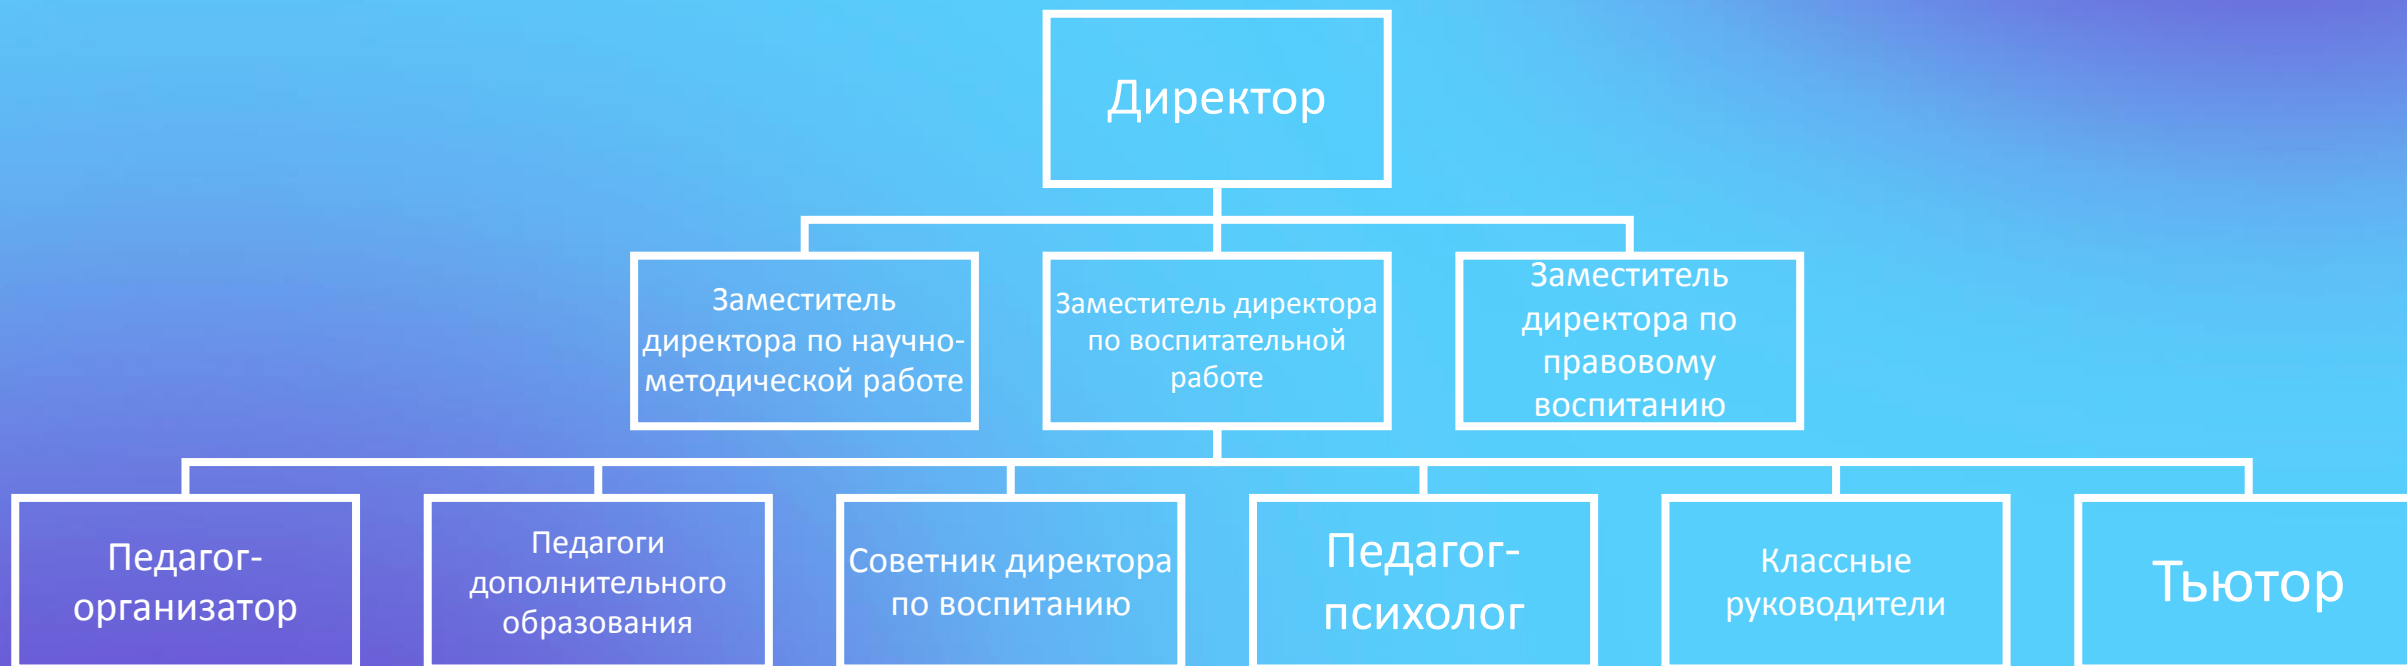 Директор
Заместитель
директора по научно-
методической работе
Заместитель директора
по воспитательной
работе
Заместитель
директора по
правовому
воспитанию
Педагог-
организатор
Педагоги
дополнительного
образования
Советник директора
по воспитанию
Педагог-
психолог
Классные
руководители
Тьютор